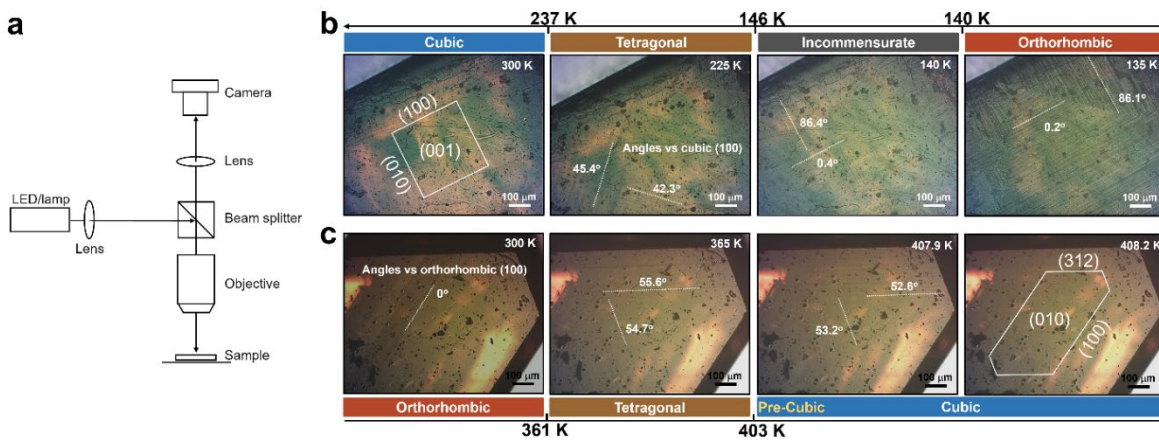 a
Camera
Lens
LED/lamp
Beam splitter
Lens
Objective
Sample
b
237 K
146 K
140 K
Cubic
Tetragonal
Incommensurate
Orthorhombic
300 K
(100)
(010)
(001)
100 μm
225 K
Angles vs cubic (100)
45.4°
42.3°
100 μm
140 K
86.4°
0.4°
100 μm
135 K
86.1°
0.2°
100 μm
c
300 K
Angles vs orthorhombic (100)
0°
100 μm
365 K
55.6°
54.7°
100 μm
407.9 K
52.6°
53.2°
100 μm
408.2 K
(312)
(010)
(100)
100 μm
Orthorhombic
Tetragonal
Pre-Cubic
Cubic
361 K
403 K